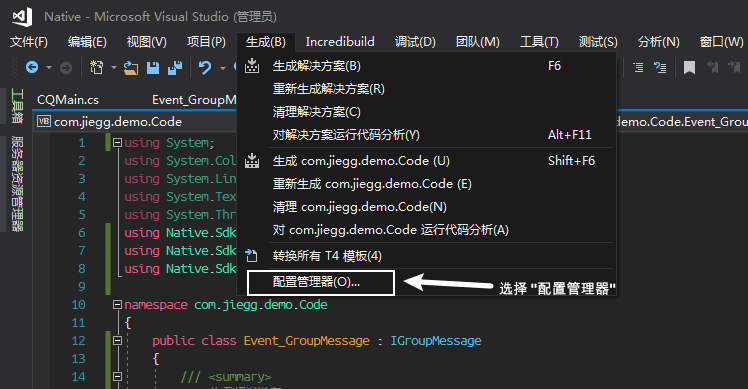 Native - Microsoft Visual Studio (管理员)
文件(F) 编辑(E) 视图(V) 项目(P) 生成(B) Incredibuild 调试(D) 团队(M) 工具(T) 测试(S) 分析(N) 窗口(W)
生成解决方案(B) F6
重新生成解决方案(R)
清理解决方案(C)
对解决方案运行代码分析(Y) Alt+F11
生成 com.jiegg.demo.Code (U) Shift+F6
重新生成 com.jiegg.demo.Code (E)
清理 com.jiegg.demo.Code(N)
对 com.jiegg.demo.Code 运行代码分析(A)
转换所有 T4 模板(4)
配置管理器(O)...
选择 "配置管理器"
工具箱
服务器资源管理器
CQMain.cs Event_GroupM
VB com.jiegg.demo.Code demo.Code.Event_Gro
1 using System;
2 using System.Col
3 using System.Lin
4 using System.Tex
5 using System.Thr
6 using Native.Sdk
7 using Native.Sdk
8 using Native.Sdk
9
10 namespace com.jiegg.demo.Code
11 {
12 public class Event_GroupMessage : IGroupMessage
13 {
14 /// <summary>